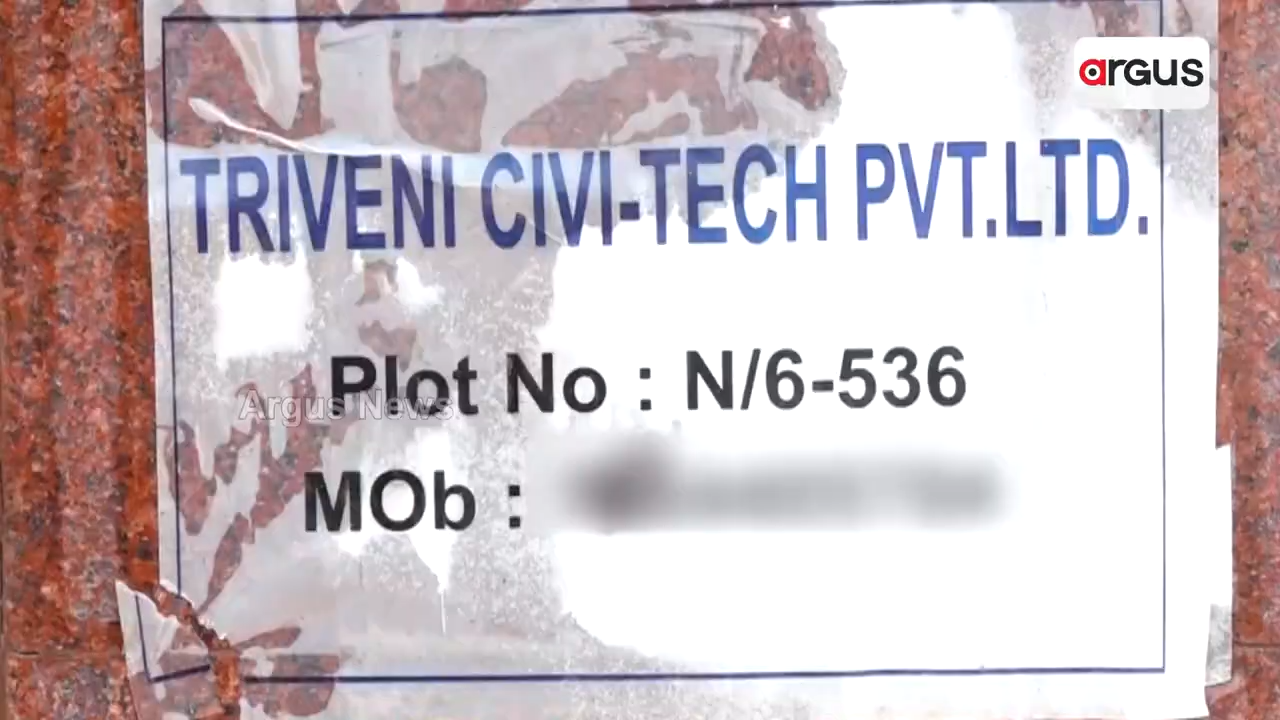 argus
TRIVENI CIVI-TECH PVT.LTD.
Plot No : N/6-536
Argus News
MOb :